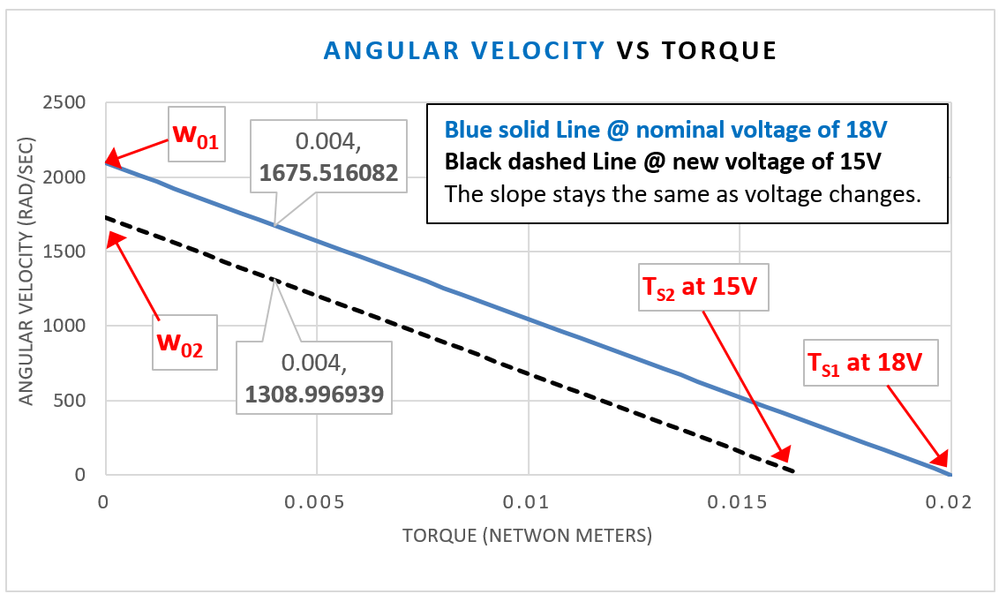 ANGULAR VELOCITY VS TORQUE
ANGULAR VELOCITY (RAD/SEC)
2500
2000
1500
1000
500
0
w01
0.004,
1675.516082
Blue solid Line @ nominal voltage of 18V
Black dashed Line @ new voltage of 15V
The slope stays the same as voltage changes.
TS2 at 15V
w02
0.004,
1308.996939
TS1 at 18V
0 0.005 0.01 0.015 0.02
TORQUE (NETWON METERS)